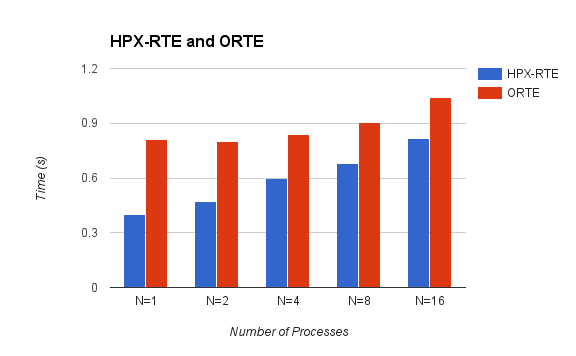 HPX-RTE and ORTE
HPX-RTE
ORTE
1.2
0.9
0.6
0.3
0
Time (s)
N=1 N=2 N=4 N=8 N=16
Number of Processes